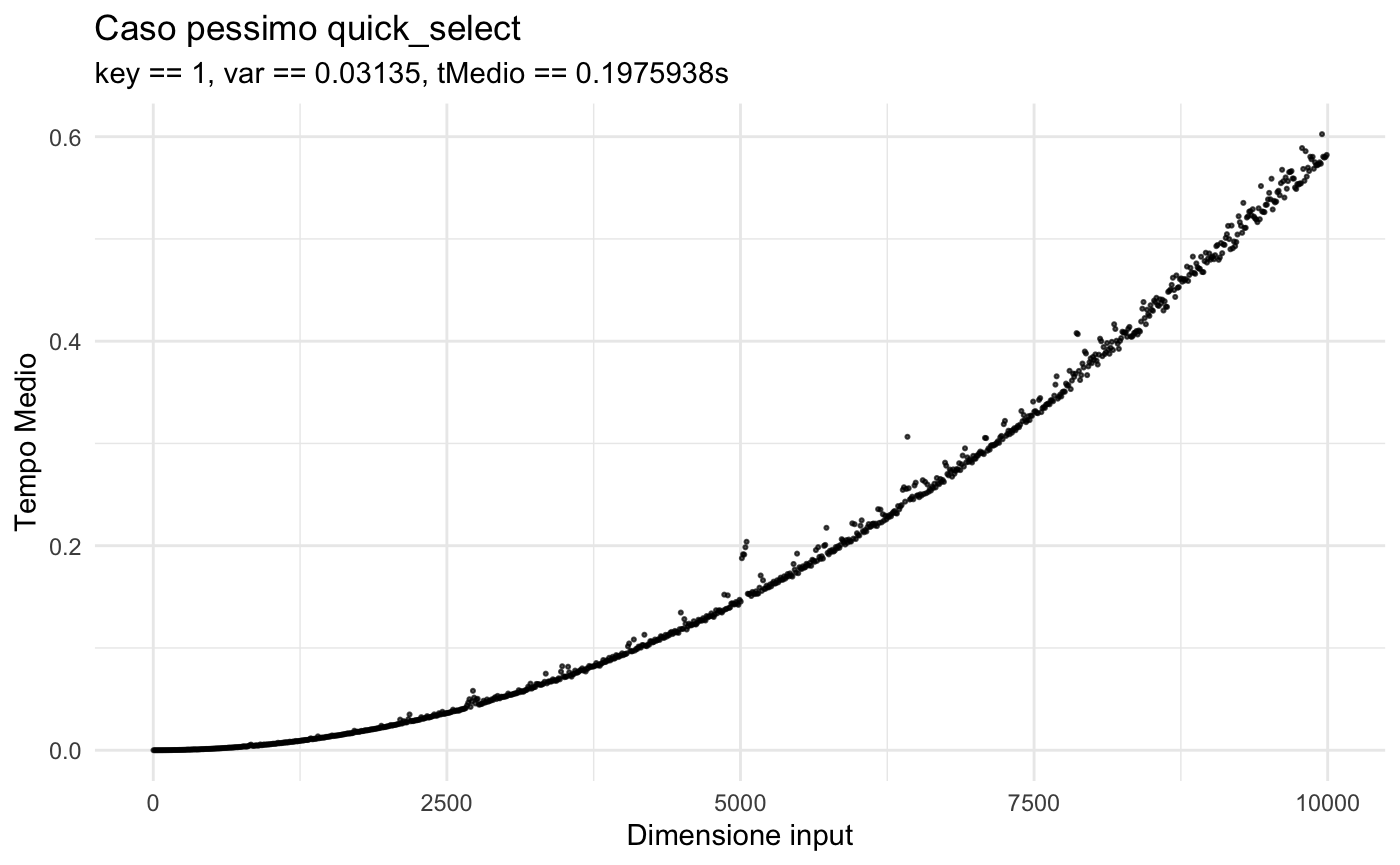 Caso pessimo quick_select
key == 1, var == 0.03135, tMedio == 0.1975938s
0.6
0.4
0.2
0.0
Tempo Medio
0 2500 5000 7500 10000
Dimensione input